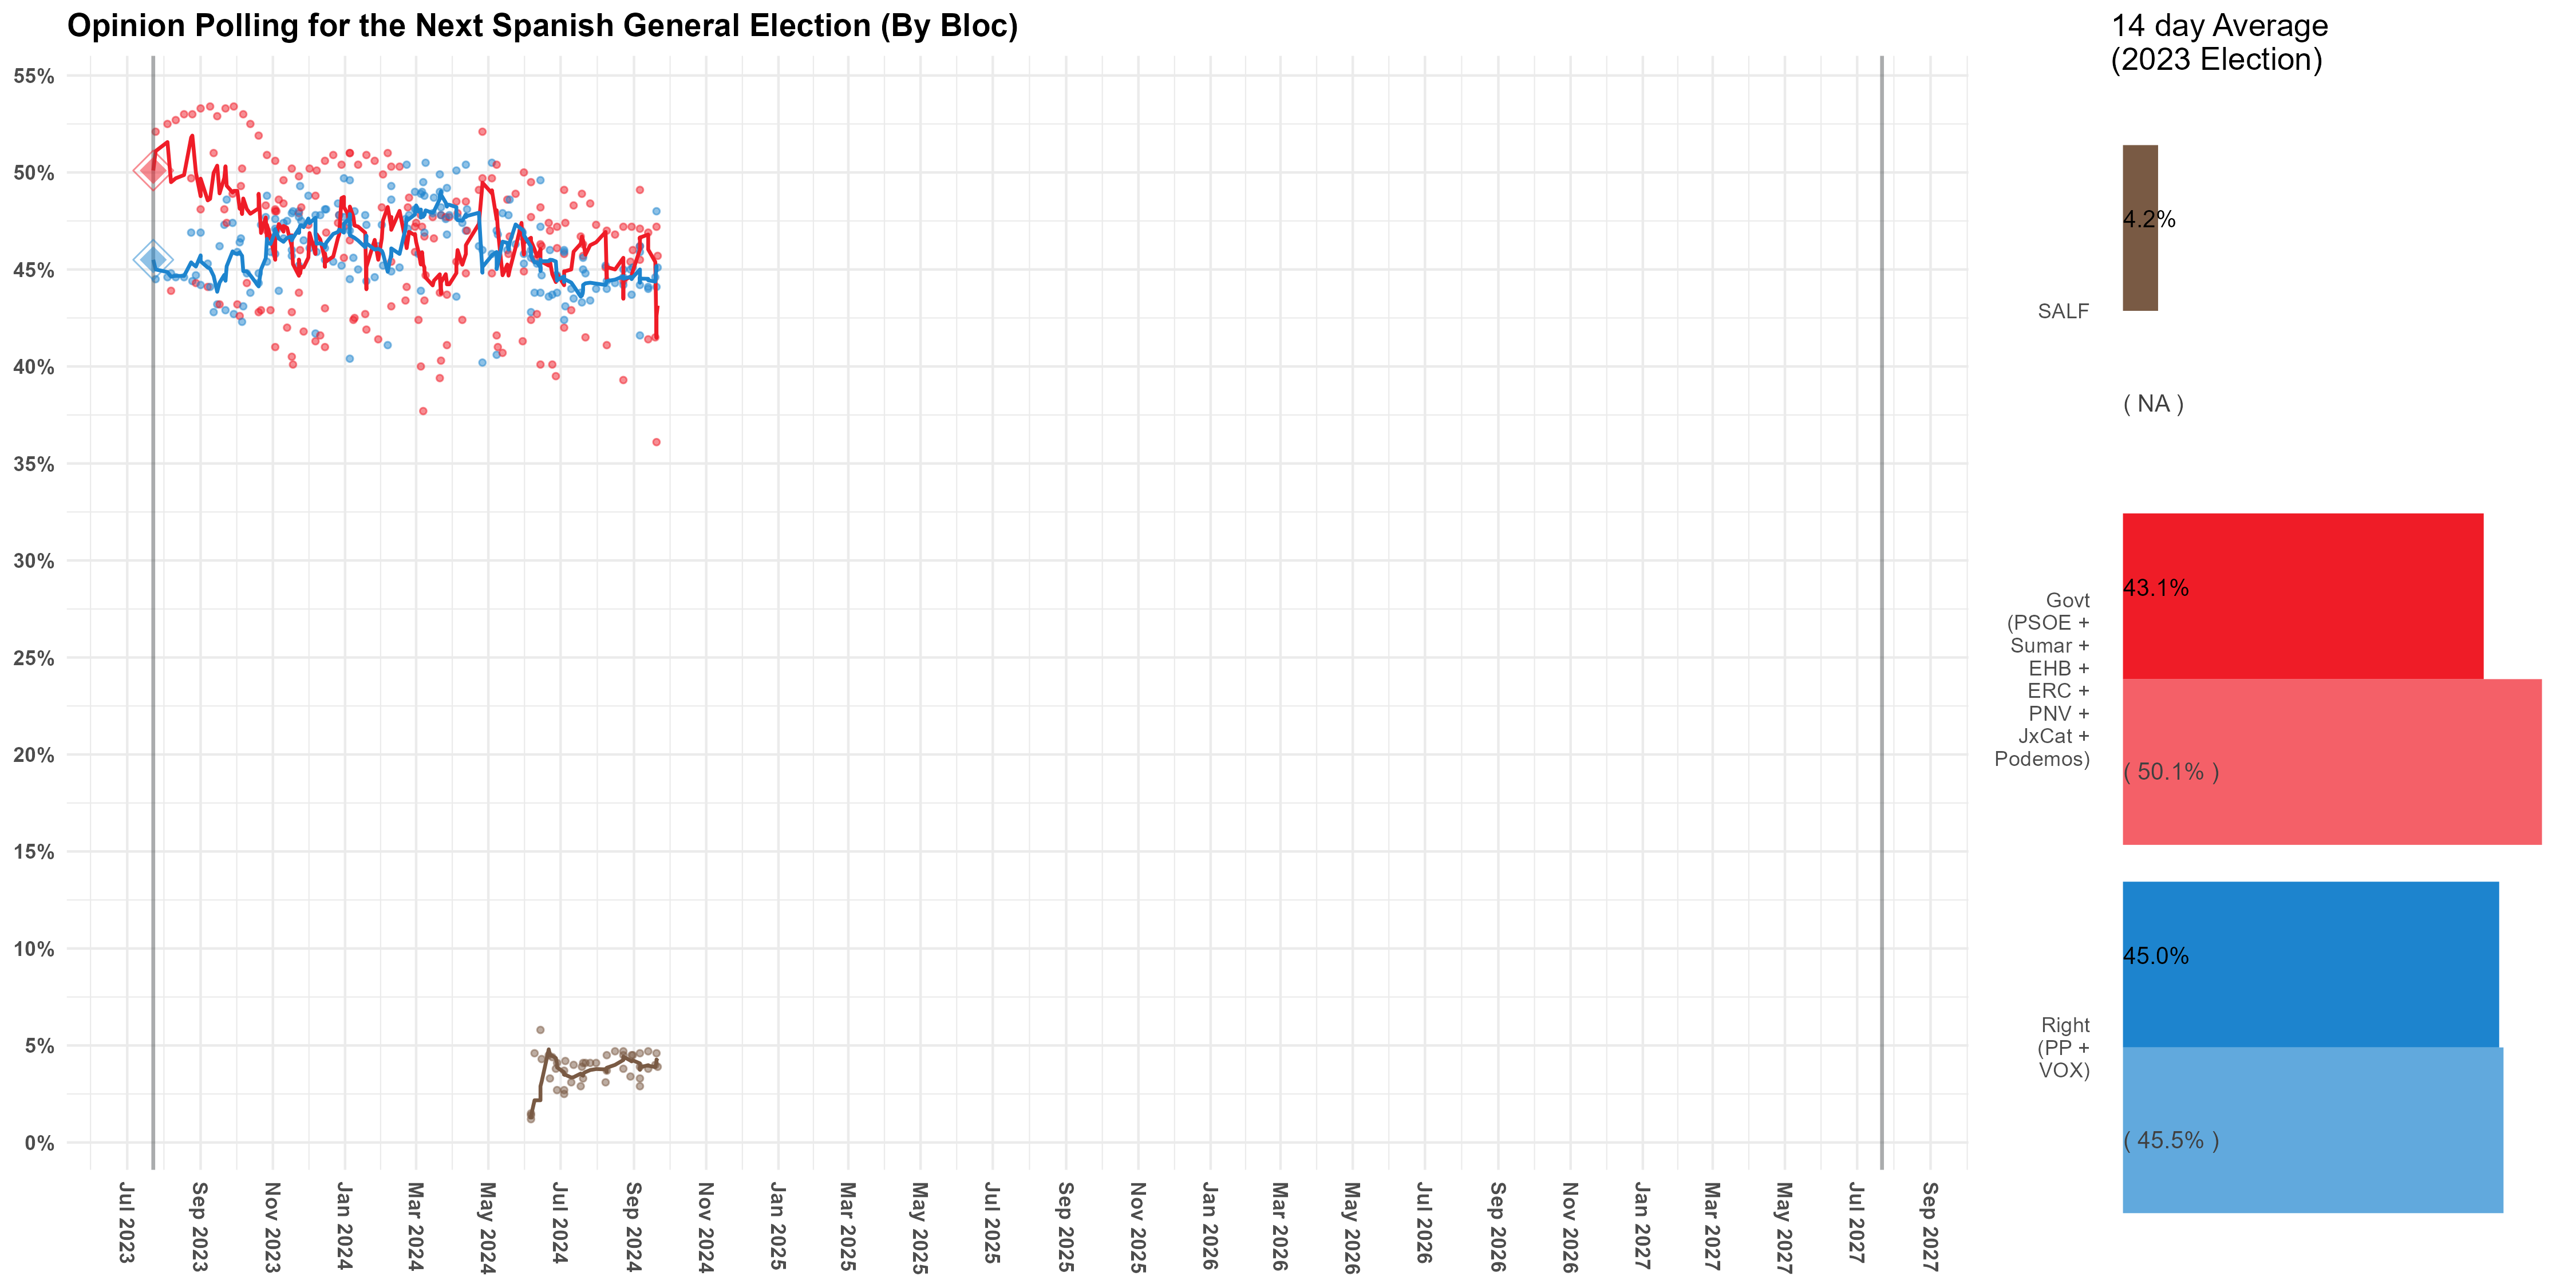 Opinion Polling for the Next Spanish General Election (By Bloc)
14 day Average
(2023 Election)
55%
50%
45%
40%
35%
30%
25%
20%
15%
10%
5%
0%
Jul 2023
Sep 2023
Nov 2023
Jan 2024
Mar 2024
May 2024
Jul 2024
Sep 2024
Nov 2024
Jan 2025
Mar 2025
May 2025
Jul 2025
Sep 2025
Nov 2025
Jan 2026
Mar 2026
May 2026
Jul 2026
Sep 2026
Nov 2026
Jan 2027
Mar 2027
May 2027
Jul 2027
Sep 2027
SALF
4.2%
( NA )
Govt
(PSOE +
Sumar +
EHB +
ERC +
PNV +
JxCat +
Podemos)
43.1%
( 50.1% )
Right
(PP +
VOX)
45.0%
( 45.5% )